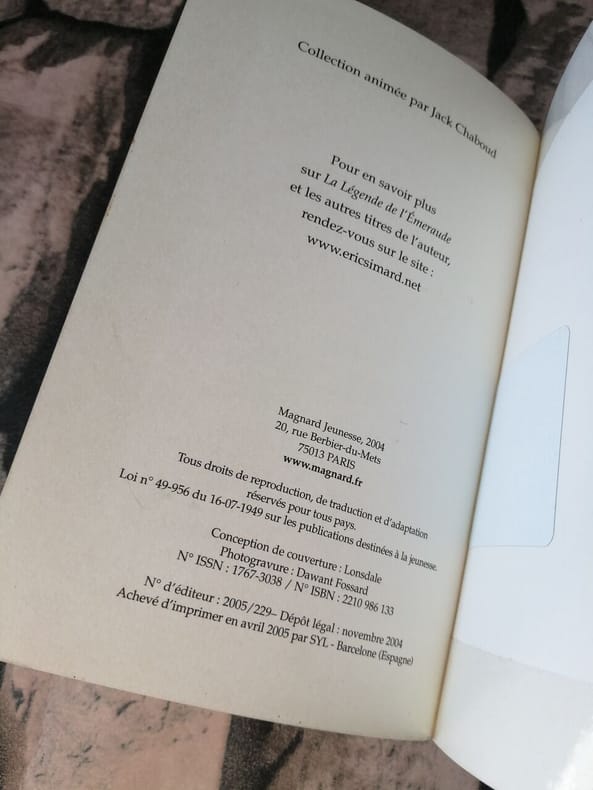 Collection animée par Jack Chaboud
Pour en savoir plus
sur La Légende de l'Émeraude
et les autres titres de l'auteur,
rendez-vous sur le site :
www.ericsimard.net
Magnard Jeunesse, 2004
20, rue Berbier-du-Mets
75013 PARIS
www.magnard.fr
Tous droits de reproduction, de traduction et d'adaptation
réservés pour tous pays.
Loi n° 49-956 du 16-07-1949 sur les publications destinées à la jeunesse.
Conception de couverture : Lonsdale
Photogravure : Dawant Fossard
N° ISSN : 1767-3038 / N° ISBN : 2210 986 133
N° d'éditeur : 2005/229– Dépôt légal : novembre 2004
Achevé d'imprimer en avril 2005 par SYL - Barcelone (Espagne)